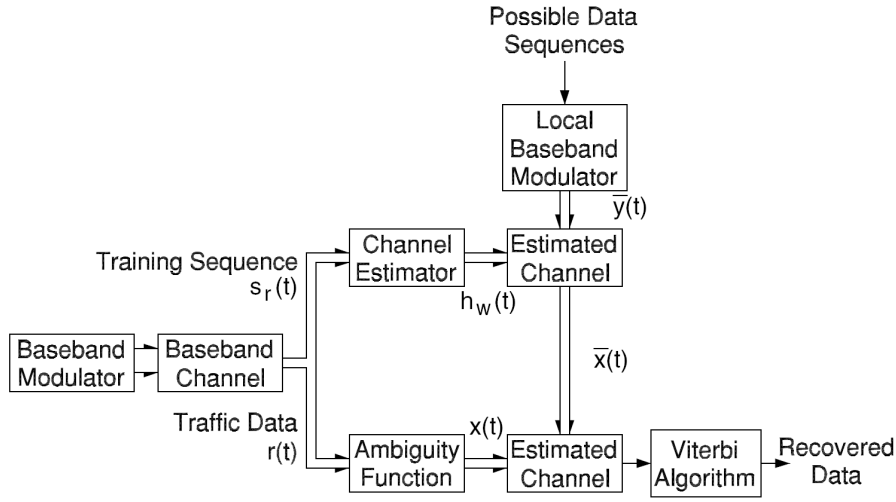 Possible Data
Sequences
Local
Baseband
Modulator
y̅(t)
Training Sequence
s_r(t)
Channel
Estimator
h_w(t)
Estimated
Channel
Baseband
Modulator
Baseband
Channel
x̅(t)
Traffic Data
r(t)
Ambiguity
Function
x(t)
Estimated
Channel
Viterbi
Algorithm
Recovered
Data